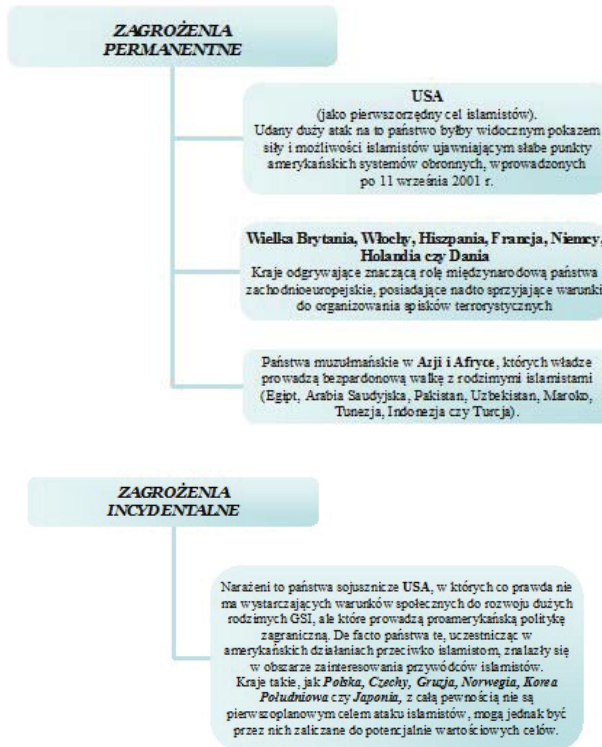 ZAGROŻENIA
PERMANENTNE
USA
(jako pierwszorzędny cel islamistów).
Udany duży atak na to państwo byłby widocznym pokazem
siły i możliwości islamistów ujawniającym słabe punkty
amerykańskich systemów obronnych, wprowadzonych
po 11 września 2001 r.
Wielka Brytania, Włochy, Hiszpania, Francja, Niemcy,
Holandia czy Dania
Kraje odgrywające znaczącą rolę międzynarodową państwa
zachodnioeuropejskie, posiadające nadto sprzyjające warunki
do organizowania spisków terrorystycznych
Państwa muzułmańskie w Azji i Afryce, których władze
prowadzą bezpardonową walkę z rodzimymi islamistami
(Egipt, Arabia Saudyjska, Pakistan, Uzbekistan, Maroko,
Tunezja, Indonezja czy Turcja).
ZAGROŻENIA
INCYDENTALNE
Narażeni to państwa sojusznicze USA, w których co prawda nie
ma wystarczających warunków społecznych do rozwoju dużych
rodzimych GSI, ale które prowadzą proamerykańską politykę
zagraniczną. De facto państwa te, uczestnicząc w
amerykańskich działaniach przeciwko islamistom, znalazły się
w obszarze zainteresowania przywódców islamistów.
Kraje takie, jak Polska, Czechy, Gruzja, Norwegia, Korea
Południowa czy Japonia, z całą pewnością nie są
pierwszoplanowym celem ataku islamistów, mogą jednak być
przez nich zaliczane do potencjalnie wartościowych celów.